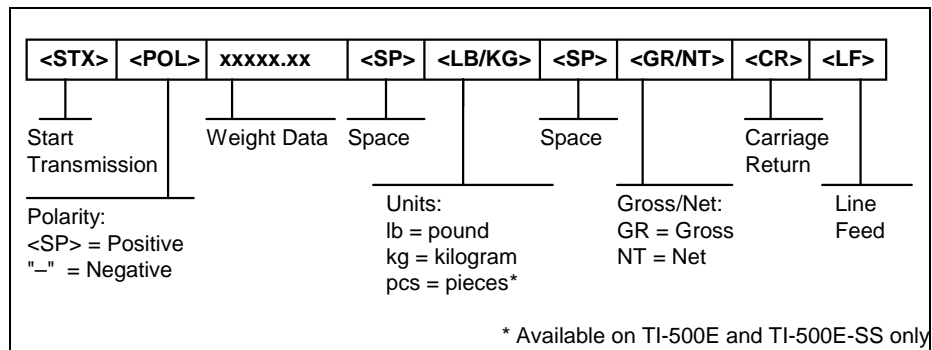 <STX> <POL> xxxxx.xx <SP> <LB/KG> <SP> <GR/NT> <CR> <LF>
Start
Transmission
Weight Data
Space
Space
Carriage
Return
Polarity:
<SP> = Positive
"–" = Negative
Units:
lb = pound
kg = kilogram
pcs = pieces*
Gross/Net:
GR = Gross
NT = Net
Line
Feed
* Available on TI-500E and TI-500E-SS only